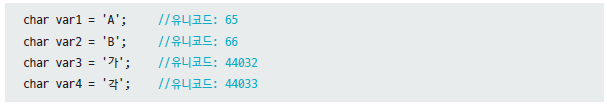 char var1 = 'A';    //유니코드: 65
char var2 = 'B';    //유니코드: 66
char var3 = '가';    //유니코드: 44032
char var4 = '각';    //유니코드: 44033